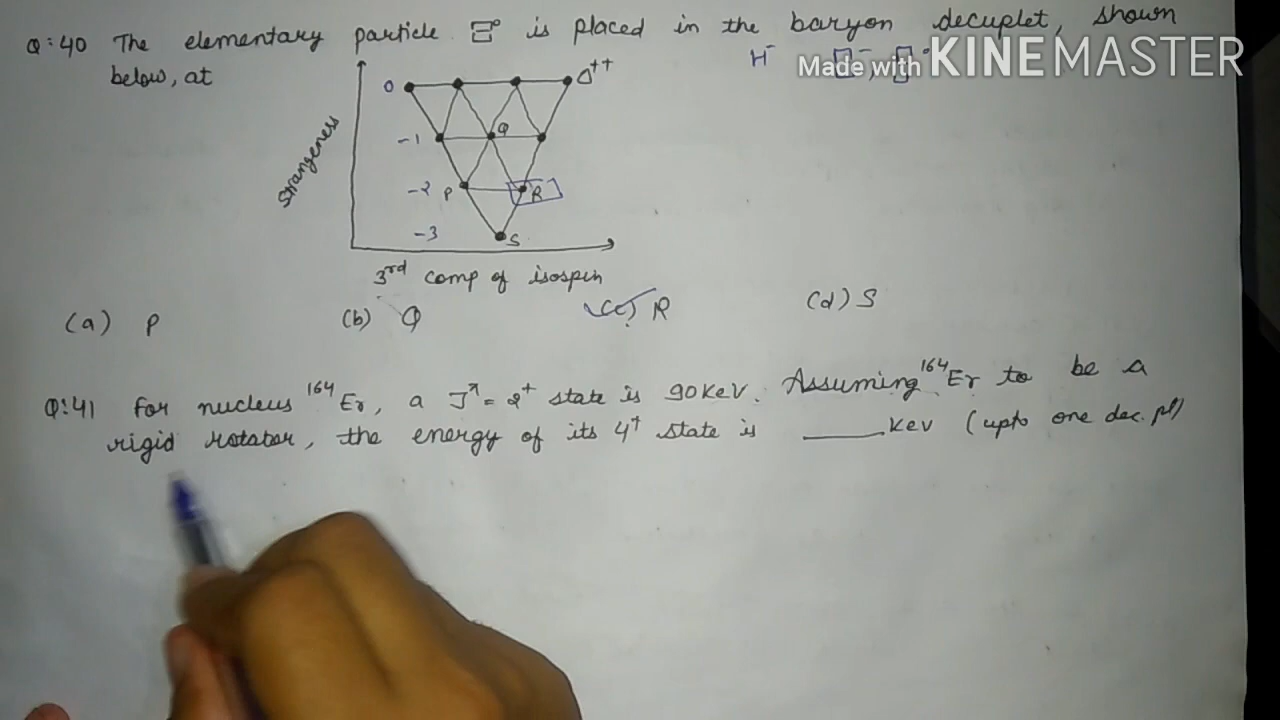 Q:40 The elementary particle Ξ° is placed in the baryon decuplet, shown
below, at
Made with KINEMASTER
0
Δ++
Strangeness
-1
Q
-2
P
R
-3
S
3rd comp of isospin
(a) P (b) Q (c) R (d) S
Q:41 For nucleus 164Er, a Jπ = 2+ state is 90 KeV. Assuming 164Er to be a
rigid rotator, the energy of its 4+ state is ____ KeV (upto one dec. pl)